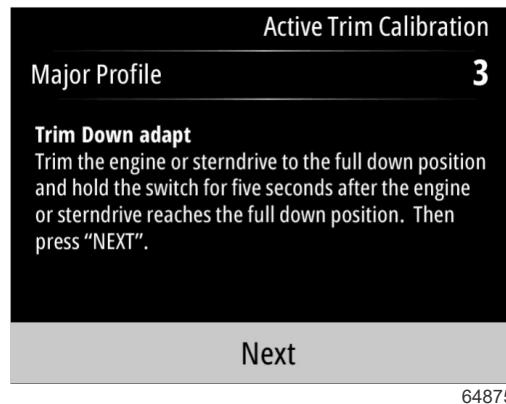 Active Trim Calibration
Major Profile 3
Trim Down adapt
Trim the engine or sterndrive to the full down position
and hold the switch for five seconds after the engine
or sterndrive reaches the full down position. Then
press “NEXT”.
Next
64875